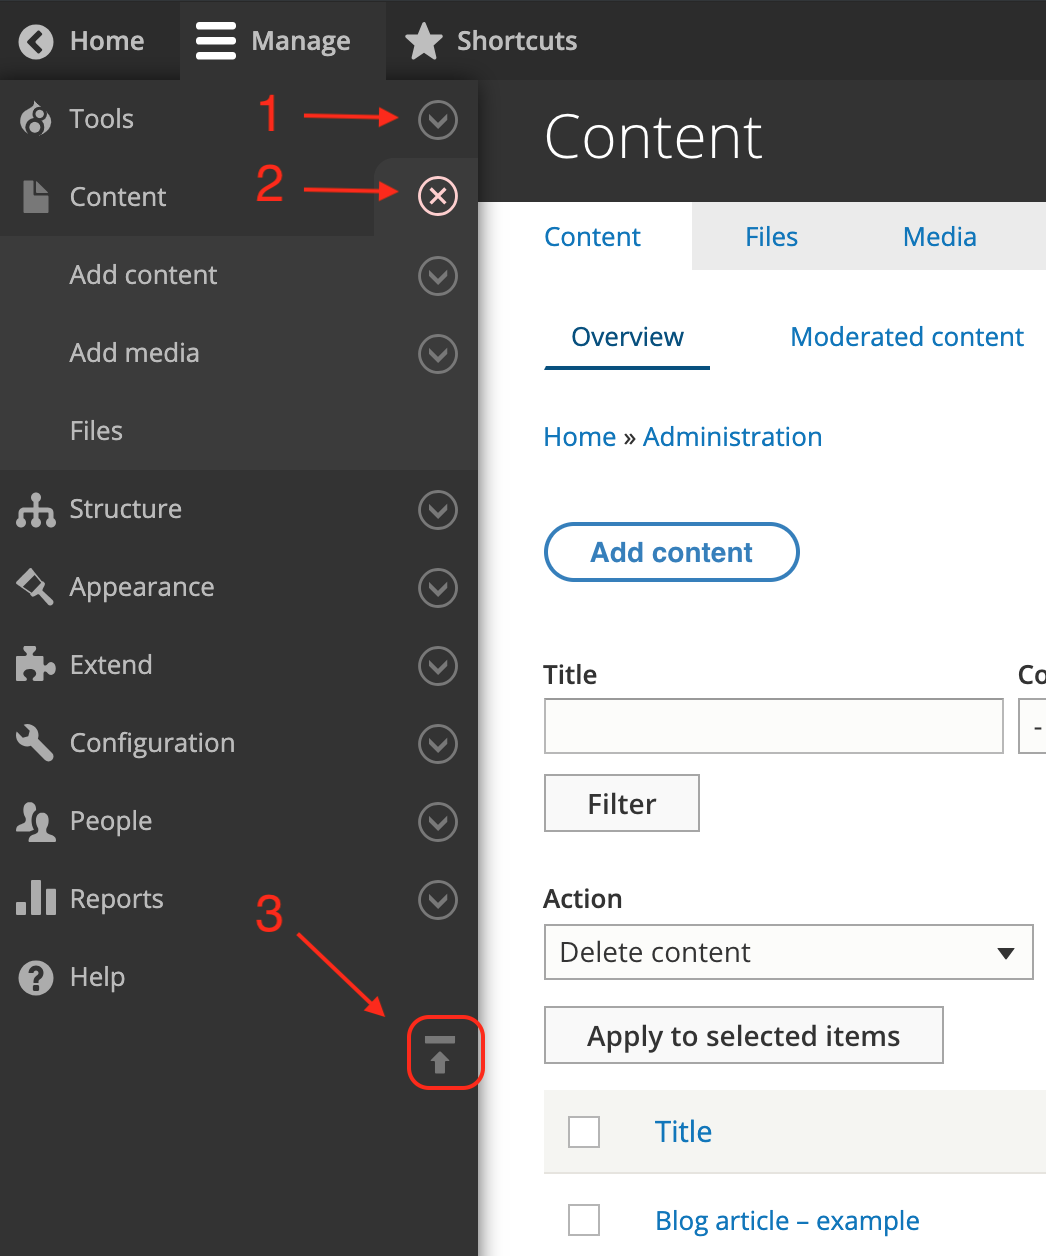 Home Manage Shortcuts
Tools 1
Content 2
Add content
Add media
Files
Structure
Appearance
Extend
Configuration
People
Reports
3
Help
Content
Content Files Media
Overview Moderated content
Home » Administration
Add content
Title Co
-
Filter
Action
Delete content
Apply to selected items
Title
Blog article – example